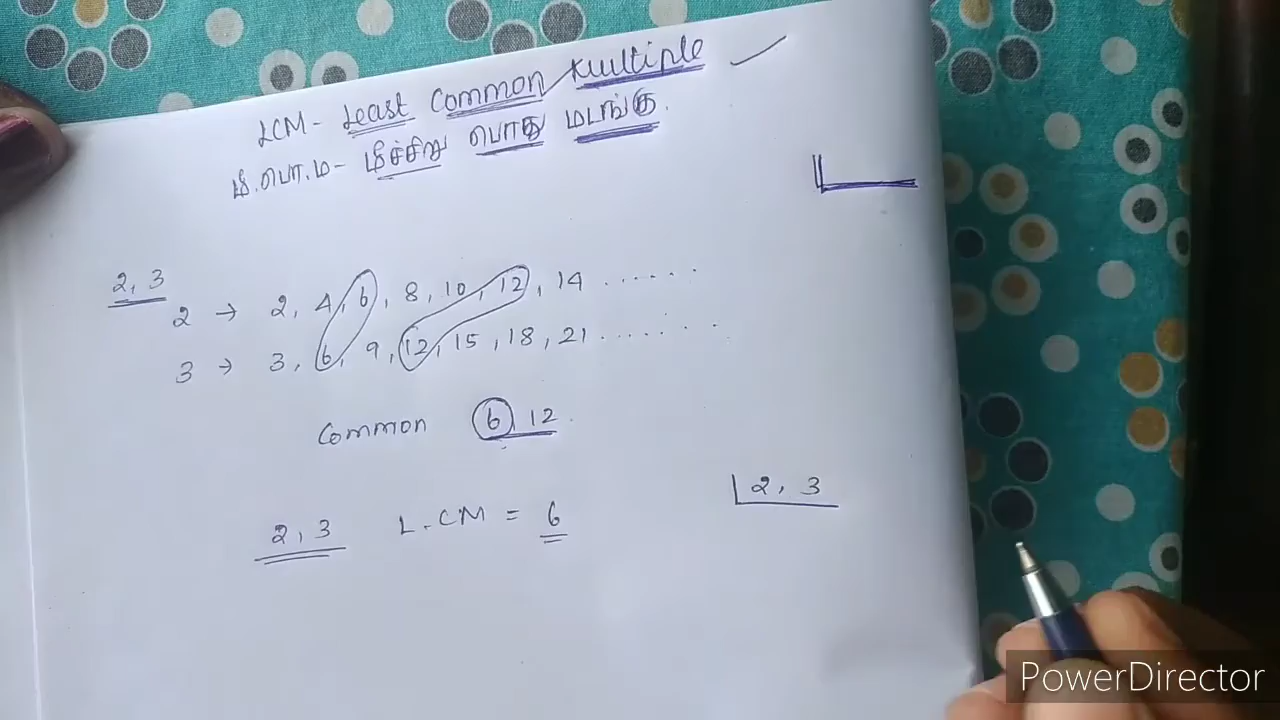 LCM - Least Common Multiple
மீ.பொ.ம - மீச்சிறு பொது மடங்கு.
2, 3
2 → 2, 4, 6, 8, 10, 12, 14 ......
3 → 3, 6, 9, 12, 15, 18, 21 .......
Common 6, 12.
2, 3
2, 3 L.CM = 6
PowerDirector